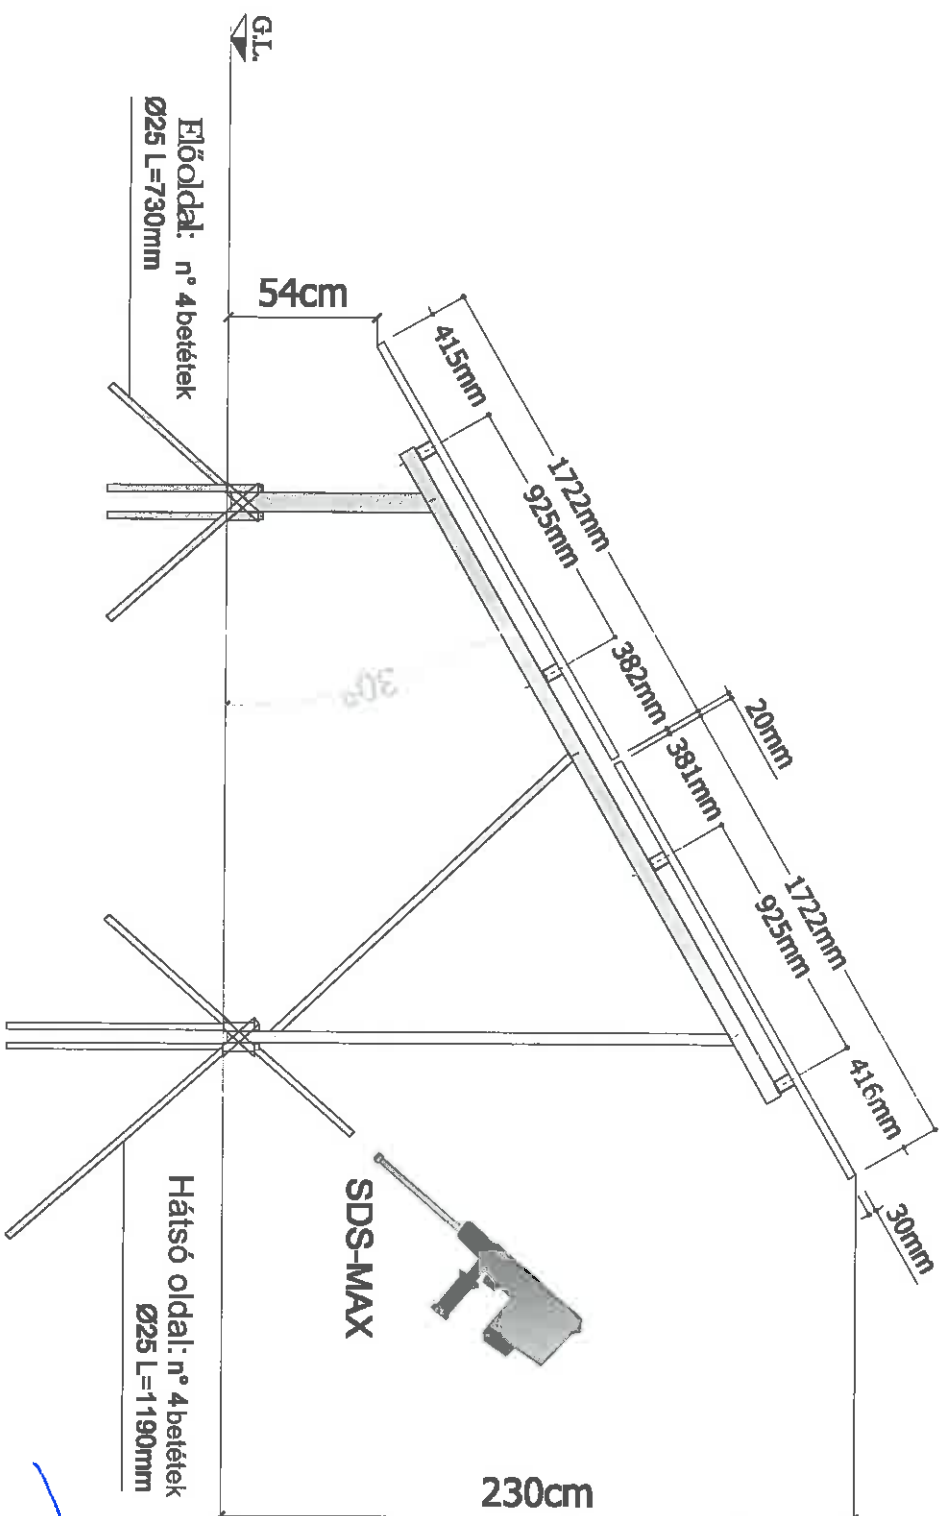 G.L.
Előoldal: n° 4 betétek
Ø25 L=730mm
54cm
415mm
1722mm
925mm
382mm
20mm
381mm
1722mm
925mm
416mm
30mm
30°
SDS-MAX
Hátsó oldal: n° 4 betétek
Ø25 L=1190mm
230cm